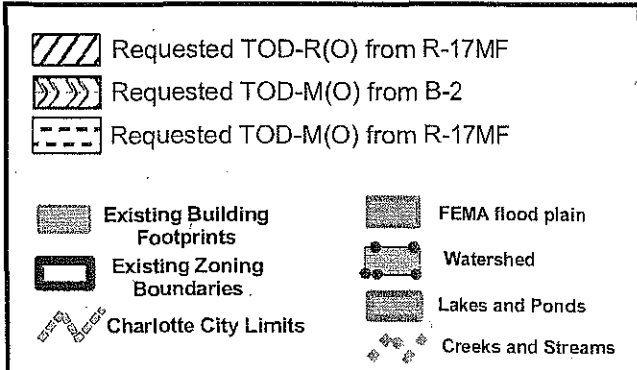 Requested TOD-R(O) from R-17MF
Requested TOD-M(O) from B-2
Requested TOD-M(O) from R-17MF
Existing Building
Footprints
Existing Zoning
Boundaries
Charlotte City Limits
FEMA flood plain
Watershed
Lakes and Ponds
Creeks and Streams